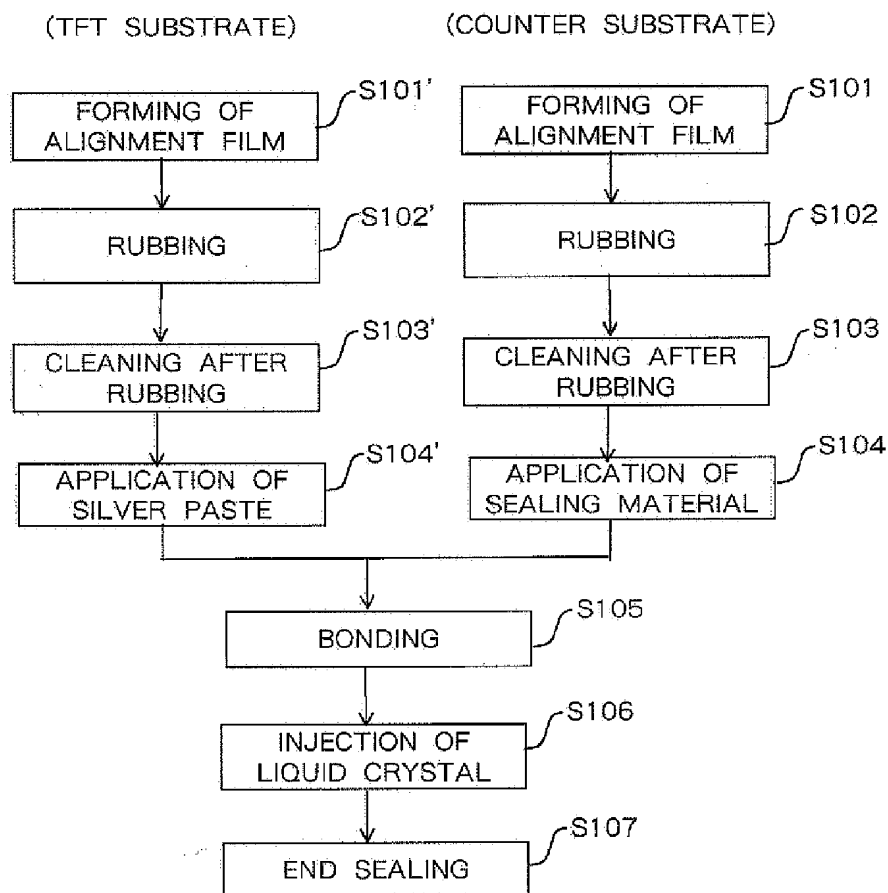 (TFT SUBSTRATE)
(COUNTER SUBSTRATE)
S101'
FORMING OF
ALIGNMENT FILM
S101
FORMING OF
ALIGNMENT FILM
S102'
RUBBING
S102
RUBBING
S103'
CLEANING AFTER
RUBBING
S103
CLEANING AFTER
RUBBING
S104'
APPLICATION OF
SILVER PASTE
S104
APPLICATION OF
SEALING MATERIAL
S105
BONDING
S106
INJECTION OF
LIQUID CRYSTAL
S107
END SEALING